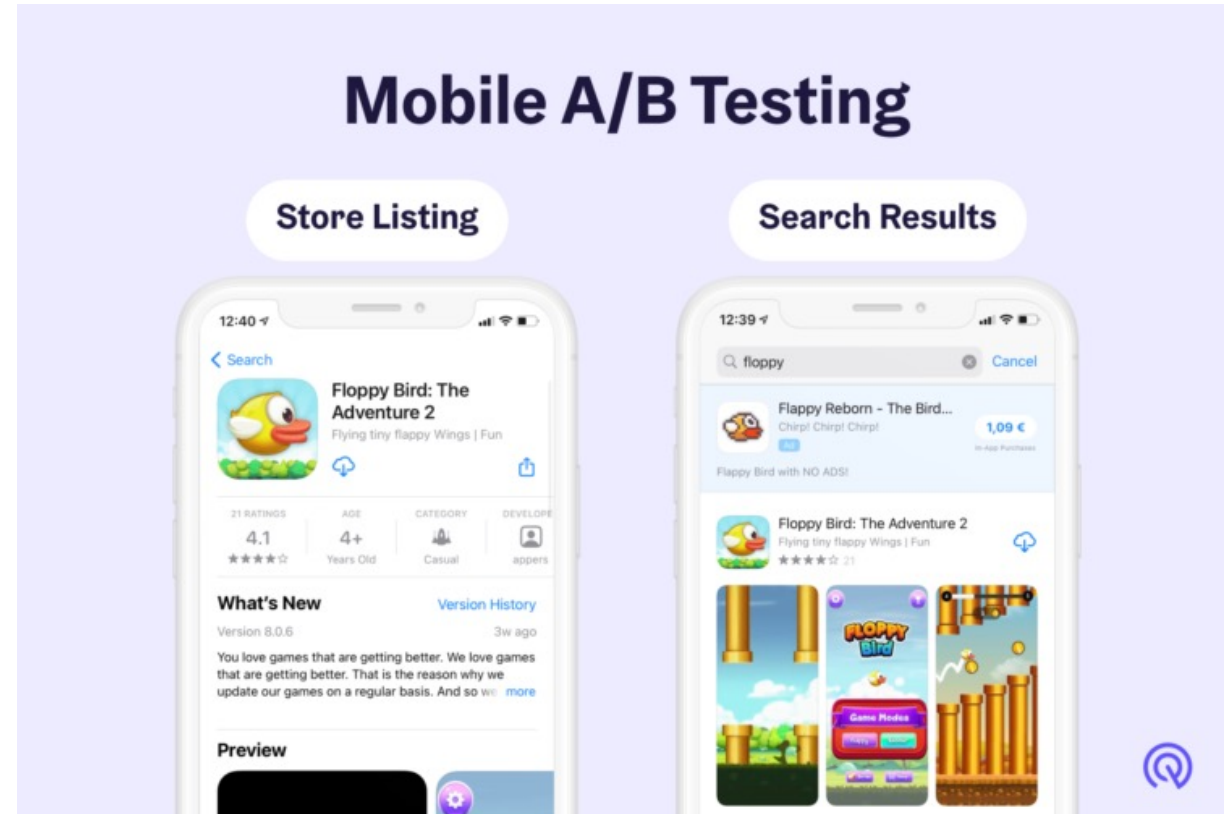 Mobile A/B Testing
Store Listing
12:40
Search
Floppy Bird: The
Adventure 2
Flying tiny flappy Wings | Fun
21 RATINGS
4.1
★★★★☆
AGE
4+
Years Old
CATEGORY
Casual
DEVELOPE
appers
What's New
Version History
Version 8.0.6
3w ago
You love games that are getting better. We love games
that are getting better. That is the reason why we
update our games on a regular basis. And so we more
Preview
Search Results
12:39
floppy
Cancel
Flappy Reborn - The Bird...
Chirp! Chirp! Chirp!
Ad
1,09 €
In-App Purchases
Flappy Bird with NO ADS!
Floppy Bird: The Adventure 2
Flying tiny flappy Wings | Fun
★★★★☆ 21
FLOPPY
Bird
Game Modes